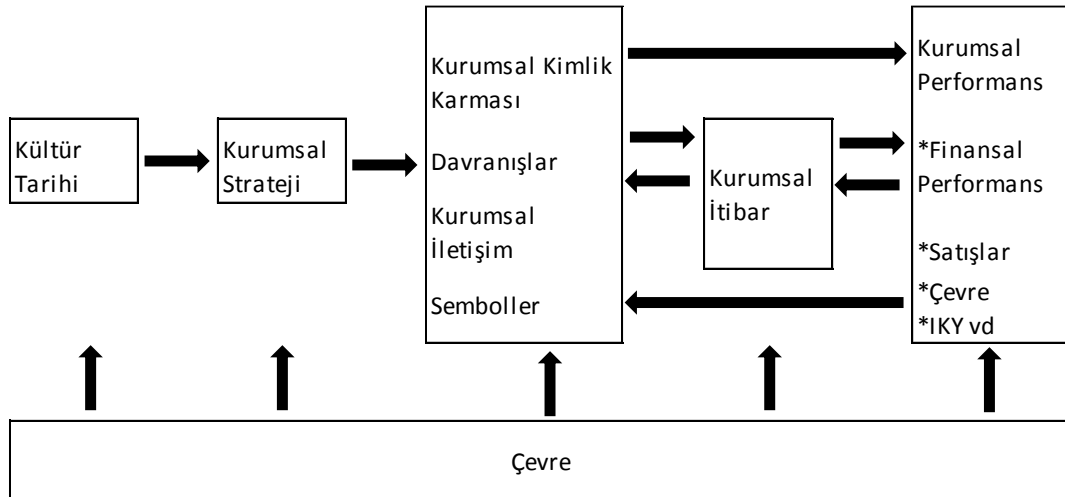 Kültür
Tarihi
Kurumsal
Strateji
Kurumsal Kimlik
Karması
Davranışlar
Kurumsal
İletişim
Semboller
Kurumsal
İtibar
Kurumsal
Performans
*Finansal
Performans
*Satışlar
*Çevre
*IKY vd
Çevre